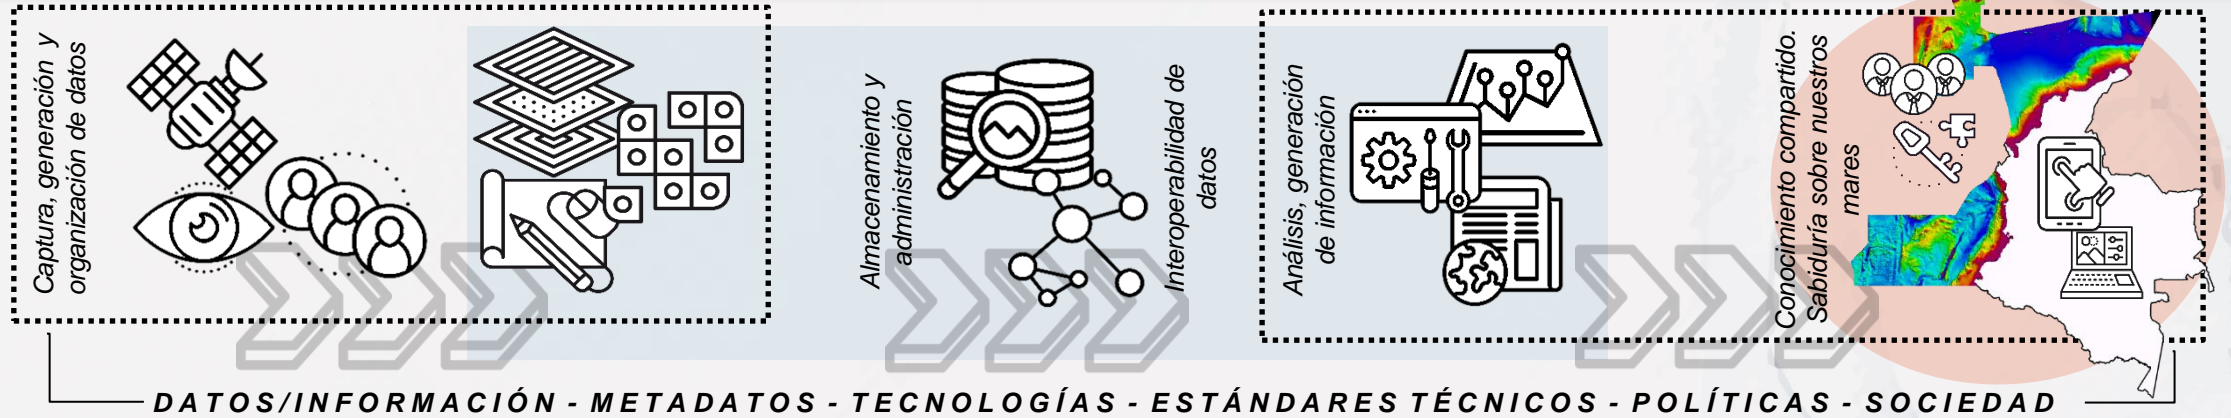 Captura, generación y
organización de datos
Almacenamiento y
administración
Interoperabilidad de
datos
Análisis, generación
de información
Conocimiento compartido.
Sabiduría sobre nuestros
mares
DATOS/INFORMACIÓN - METADATOS - TECNOLOGÍAS - ESTÁNDARES TÉCNICOS - POLÍTICAS - SOCIEDAD